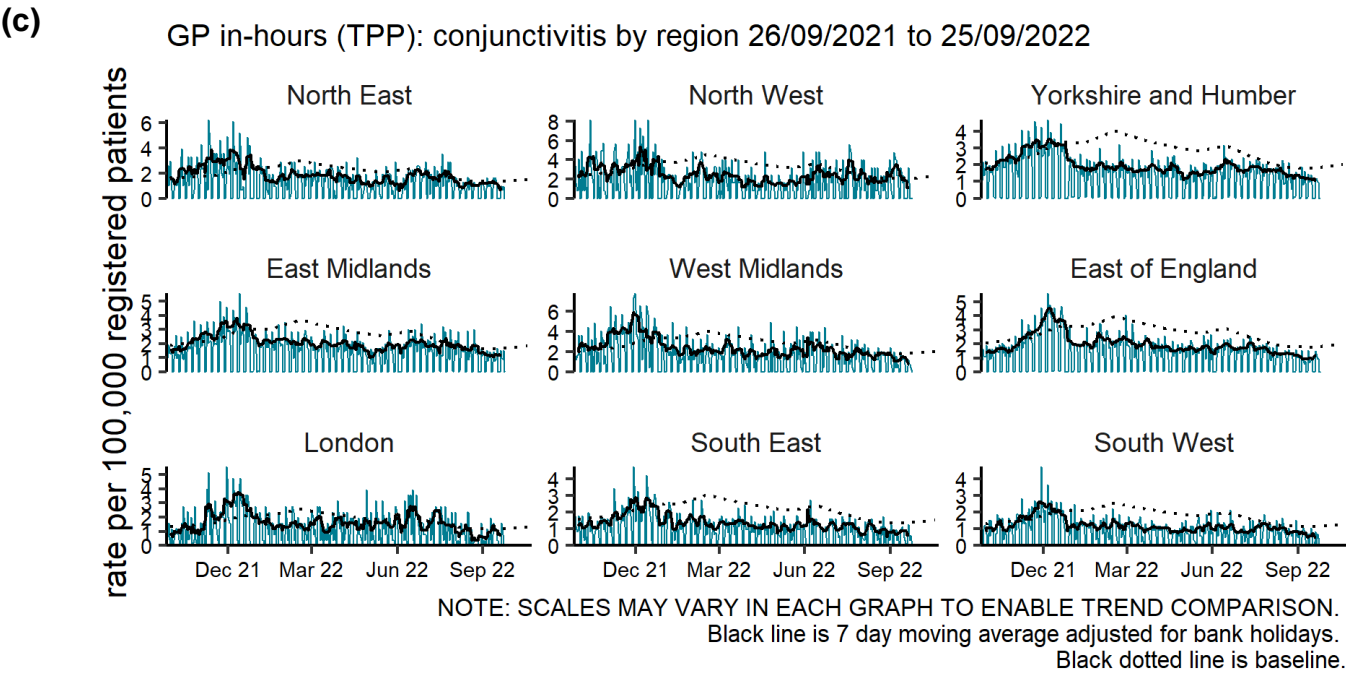 (c)
GP in-hours (TPP): conjunctivitis by region 26/09/2021 to 25/09/2022
rate per 100,000 registered patients
North East
6
4
2
0
North West
8
6
4
2
0
Yorkshire and Humber
4
3
2
1
0
East Midlands
5
4
3
2
1
0
West Midlands
6
4
2
0
East of England
5
4
3
2
1
0
London
5
4
3
2
1
0
South East
4
3
2
1
0
South West
4
3
2
1
0
Dec 21 Mar 22 Jun 22 Sep 22
Dec 21 Mar 22 Jun 22 Sep 22
Dec 21 Mar 22 Jun 22 Sep 22
NOTE: SCALES MAY VARY IN EACH GRAPH TO ENABLE TREND COMPARISON.
Black line is 7 day moving average adjusted for bank holidays.
Black dotted line is baseline.